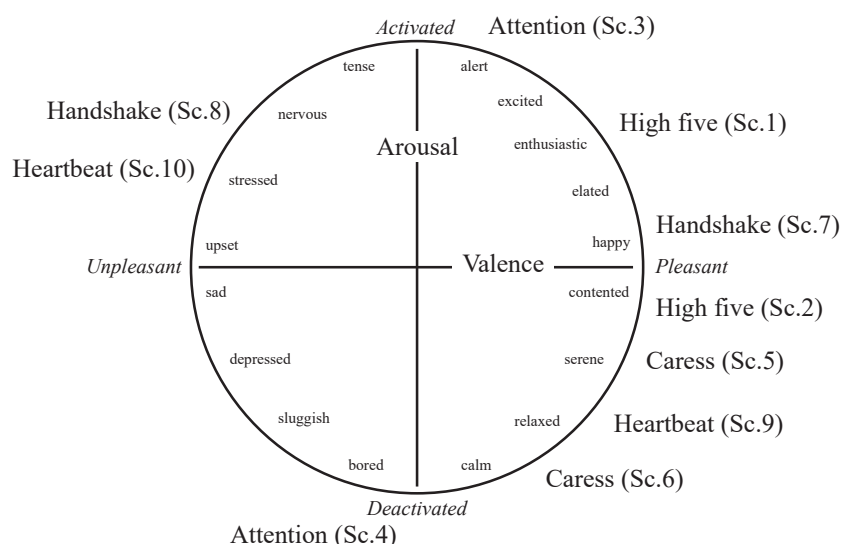 Activated
Attention (Sc.3)
tense
alert
excited
Handshake (Sc.8)
nervous
High five (Sc.1)
Arousal
enthusiastic
Heartbeat (Sc.10)
stressed
elated
Handshake (Sc.7)
upset
happy
Unpleasant
Valence
Pleasant
sad
contented
High five (Sc.2)
depressed
serene
Caress (Sc.5)
sluggish
relaxed
Heartbeat (Sc.9)
bored
calm
Caress (Sc.6)
Deactivated
Attention (Sc.4)